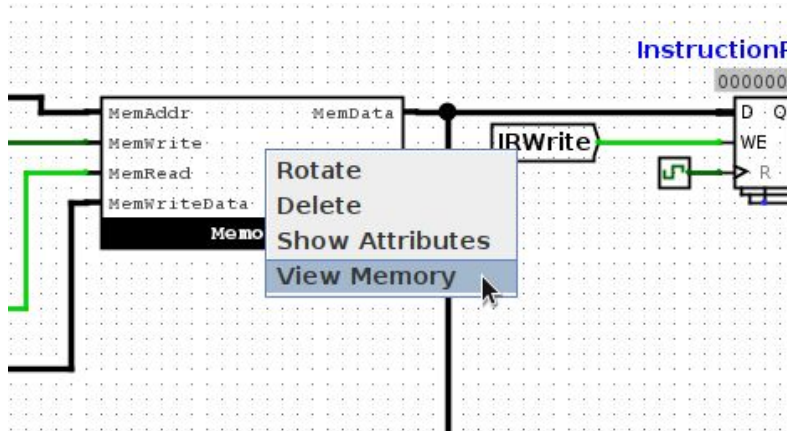 InstructionR
000000
MemAddr
MemData
D Q
MemWrite
IRWrite
WE
MemRead
R
MemWriteData
Memo
Rotate
Delete
Show Attributes
View Memory